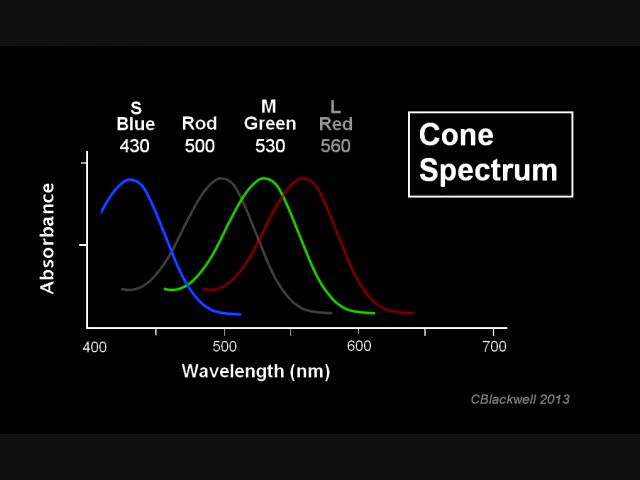 S
Blue
430
Rod
500
M
Green
530
L
Red
560
Cone
Spectrum
Absorbance
400 500 600 700
Wavelength (nm)
CBlackwell 2013